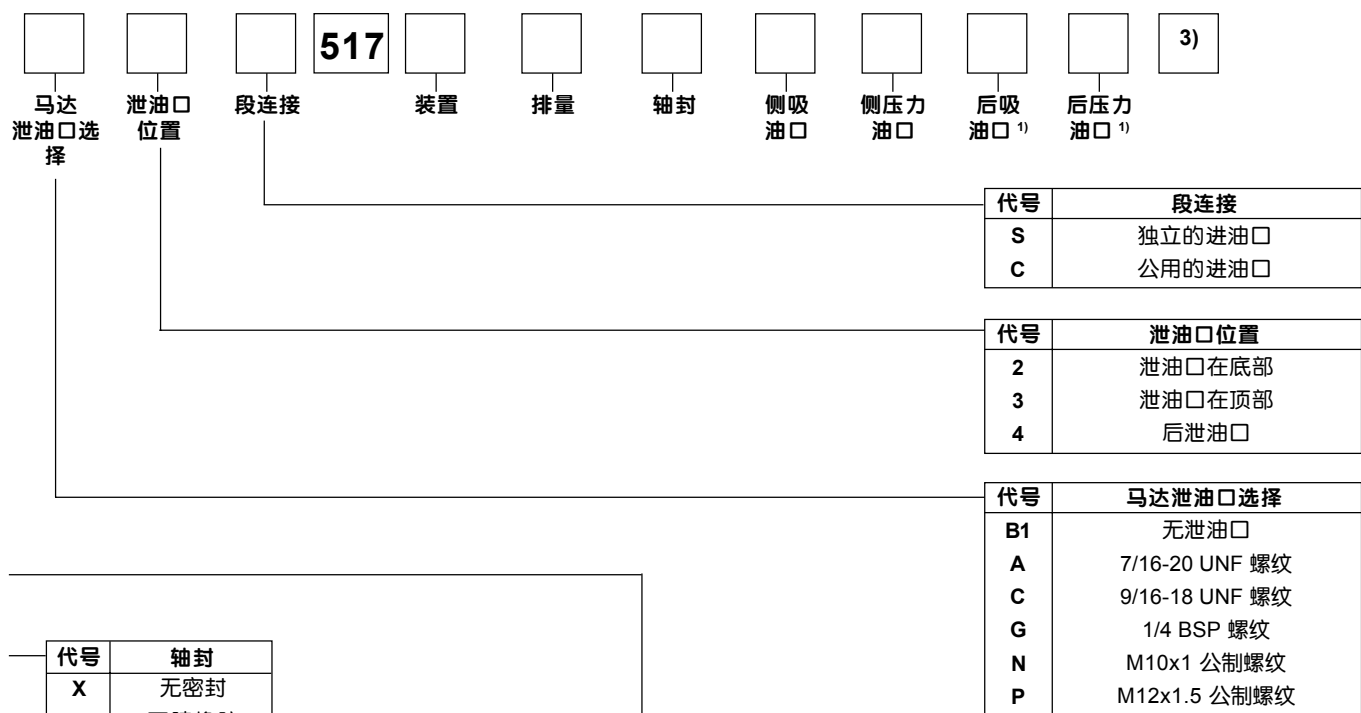 517
3)
马达
泄油口选
择
泄油口
位置
段连接
装置
排量
轴封
侧吸
油口
侧压力
油口
后吸
油口 1)
后压力
油口 1)
代号 段连接
S 独立的进油口
C 公用的进油口
代号 泄油口位置
2 泄油口在底部
3 泄油口在顶部
4 后泄油口
代号 马达泄油口选择
B1 无泄油口
A 7/16-20 UNF 螺纹
C 9/16-18 UNF 螺纹
G 1/4 BSP 螺纹
N M10x1 公制螺纹
P M12x1.5 公制螺纹
代号 轴封
X 无密封